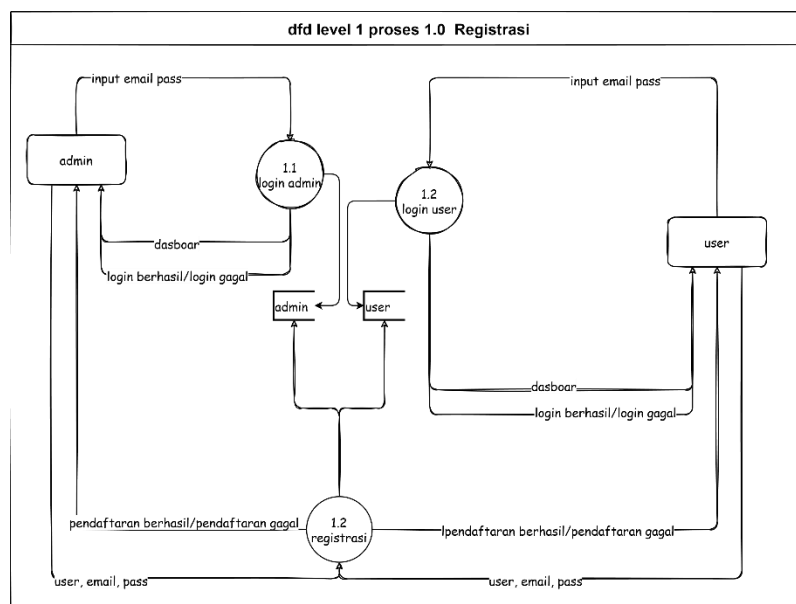 dfd level 1 proses 1.0 Registrasi
input email pass
input email pass
admin
1.1
login admin
1.2
login user
user
dasboar
login berhasil/login gagal
admin
user
dasboar
login berhasil/login gagal
pendaftaran berhasil/pendaftaran gagal
1.2
registrasi
lpendaftaran berhasil/pendaftaran gagal
user, email, pass
user, email, pass